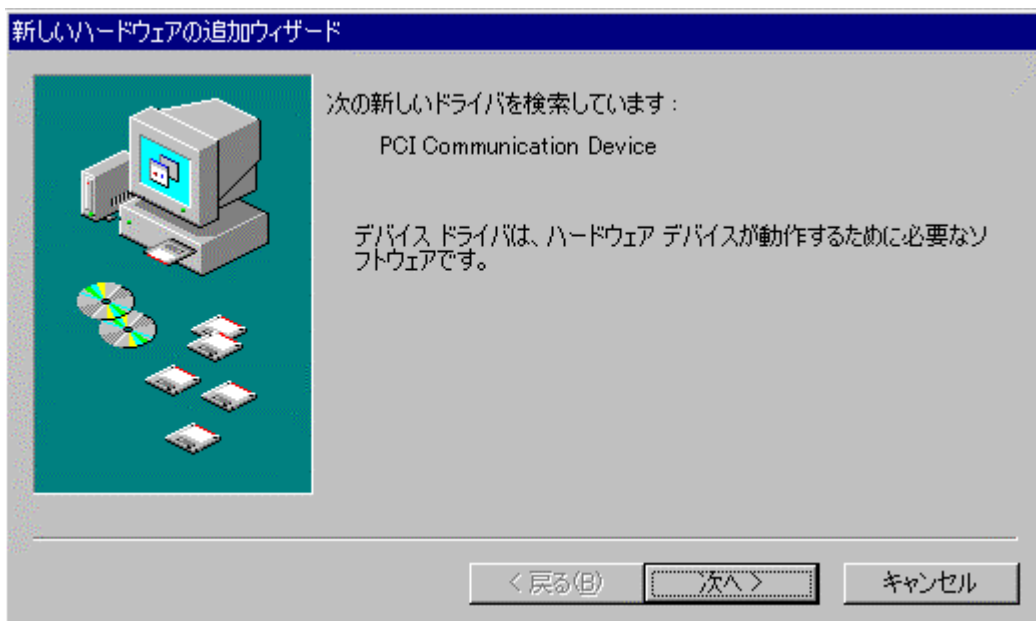 新しいハードウェアの追加ウィザード
次の新しいドライバを検索しています：
PCI Communication Device
デバイス ドライバは、ハードウェア デバイスが動作するために必要なソ
フトウェアです。
< 戻る(B)
次へ >
キャンセル